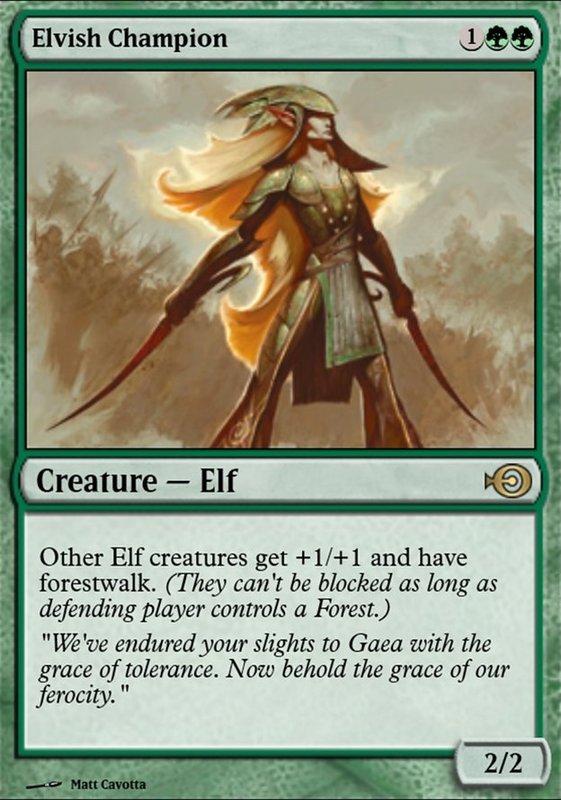 Elvish Champion 1
Creature — Elf
Other Elf creatures get +1/+1 and have
forestwalk. (They can't be blocked as long as
defending player controls a Forest.)
"We've endured your slights to Gaea with the
grace of tolerance. Now behold the grace of our
ferocity."
2/2
Matt Cavotta